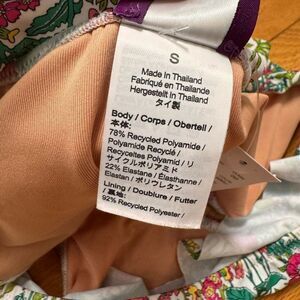 S
Made in Thailand
Fabriqué en Thaïlande
Hergestellt in Thailand
タイ製
Body / Corps / Oberteil /
本体:
78% Recycled Polyamide /
Polyamide Recyclé /
Recyceltes Polyamid / リ
サイクルポリアミド
22% Elastane / Élasthanne /
Elastan / ポリウレタン
Lining / Doublure / Futter
/ 裏地:
92% Recycled Polyester /